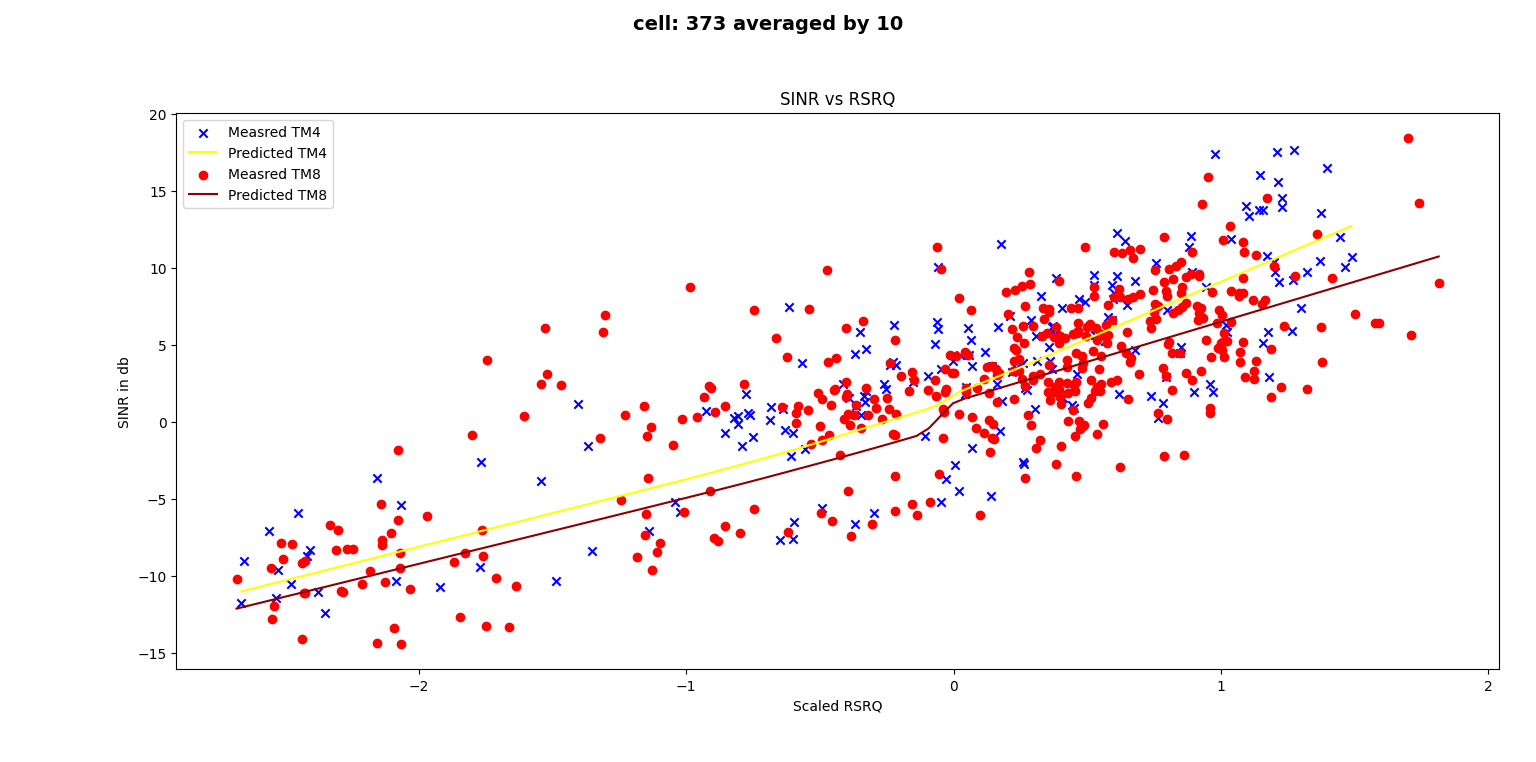 cell: 373 averaged by 10
SINR vs RSRQ
Measred TM4
Predicted TM4
Measred TM8
Predicted TM8
20
15
10
5
0
−5
−10
−15
SINR in db
−2
−1
0
1
2
Scaled RSRQ